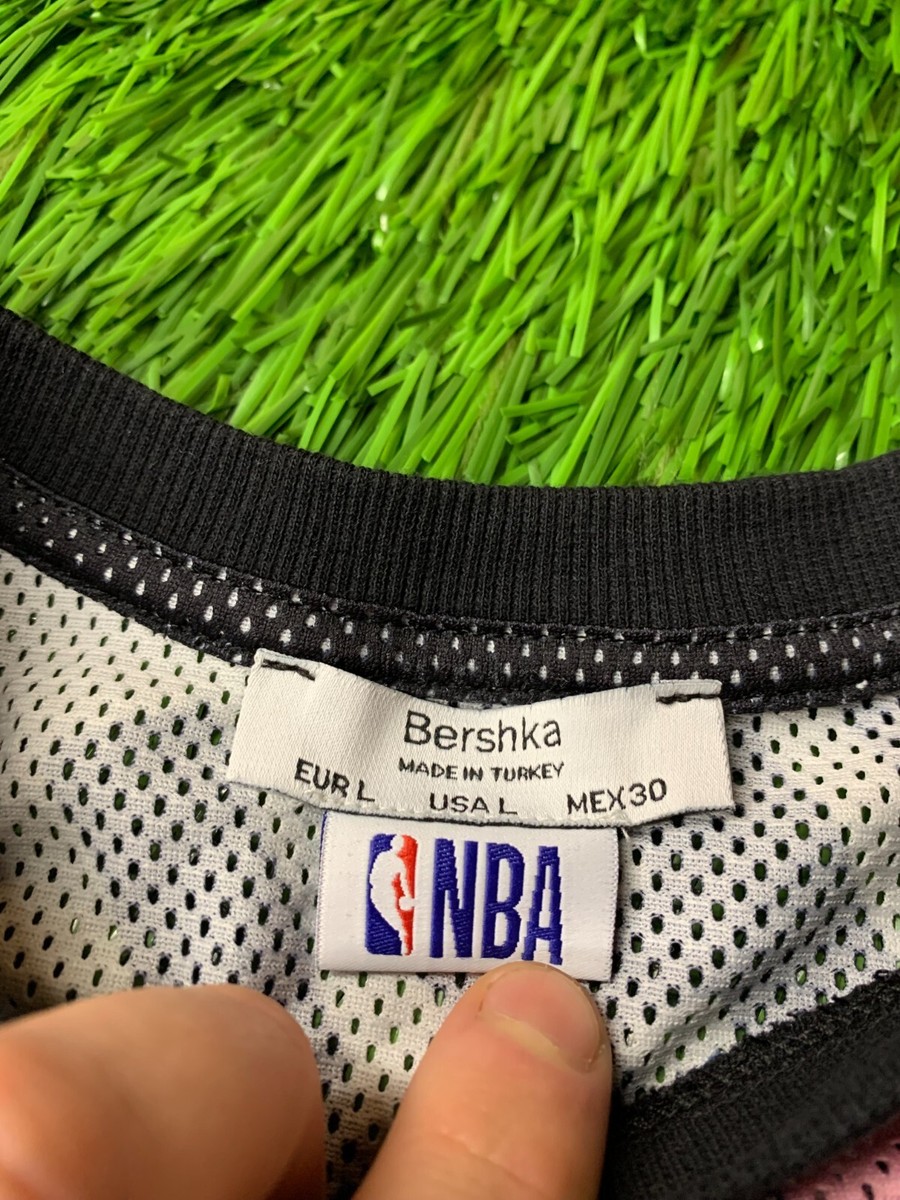 Bershka
MADE IN TURKEY
EUR L USA L MEX 30
NBA